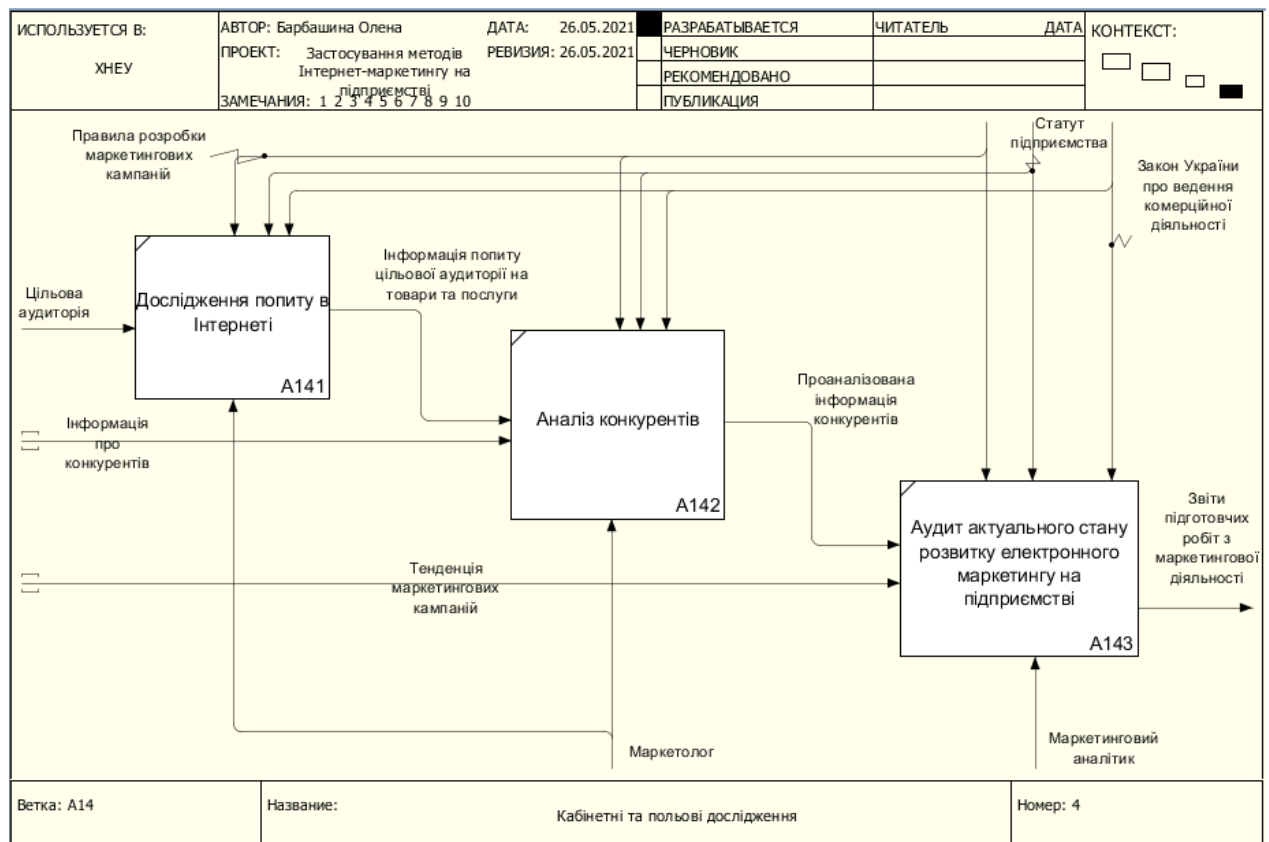 ИСПОЛЬЗУЕТСЯ В:
ХНЕУ
АВТОР: Барбашина Олена
ДАТА: 26.05.2021
ПРОЕКТ: Застосування методів
Інтернет-маркетингу на
підприємстві
РЕВИЗИЯ: 26.05.2021
ЗАМЕЧАНИЯ: 1 2 3 4 5 6 7 8 9 10
РАЗРАБАТЫВАЕТСЯ
ЧЕРНОВИК
РЕКОМЕНДОВАНО
ПУБЛИКАЦИЯ
ЧИТАТЕЛЬ
ДАТА
КОНТЕКСТ:
Правила розробки
маркетингових
кампаній
Статут
підприємства
Закон України
про ведення
комерційної
діяльності
Цільова
аудиторія
Дослідження попиту в
Інтернеті
A141
Інформація попиту
цільової аудиторії на
товари та послуги
Інформація
про
конкурентів
Аналіз конкурентів
A142
Проаналізована
інформація
конкурентів
Тенденція
маркетингових
кампаній
Аудит актуального стану
розвитку електронного
маркетингу на
підприємстві
A143
Звіти
підготовчих
робіт з
маркетингової
діяльності
Маркетолог
Маркетинговий
аналітик
Ветка: A14
Название:
Кабінетні та польові дослідження
Номер: 4